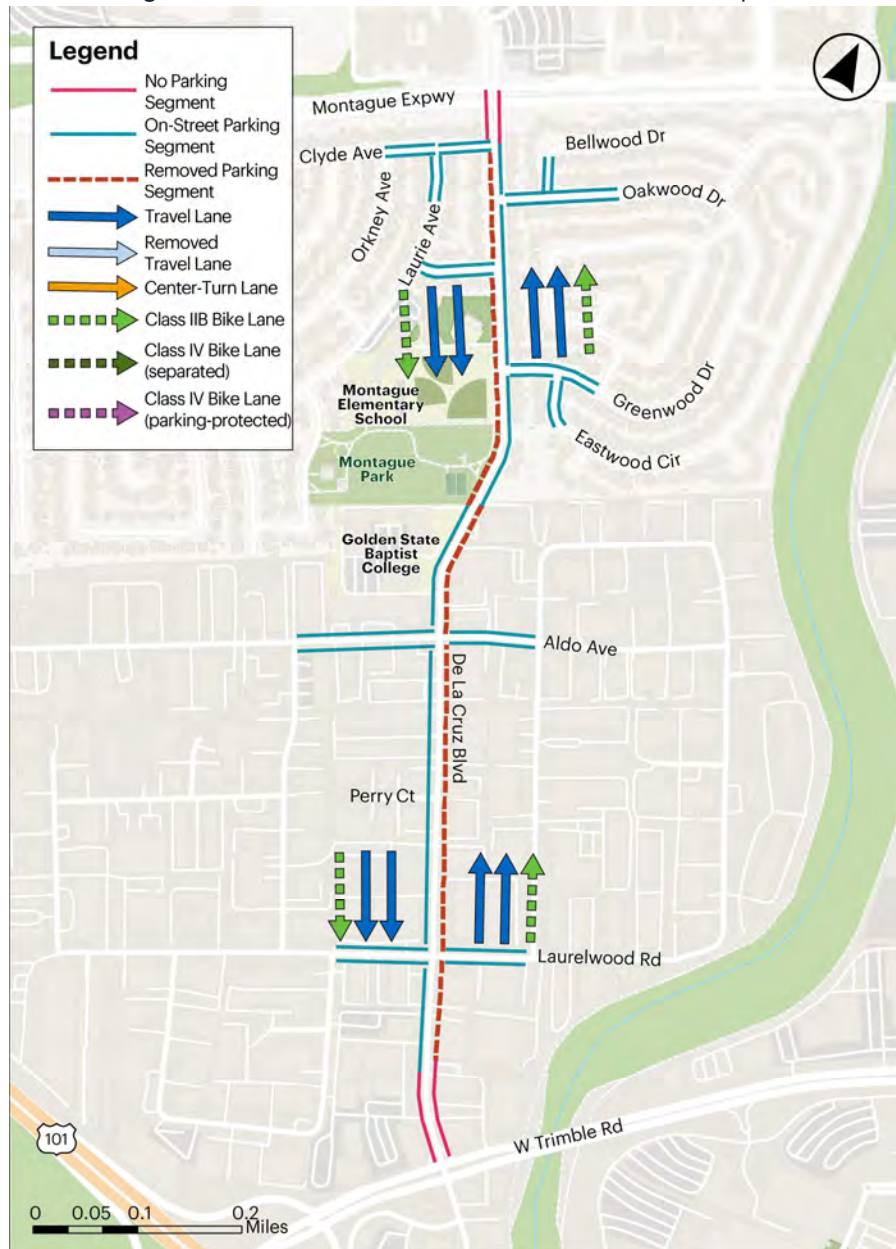 Legend
No Parking
Segment
On-Street Parking
Segment
Removed Parking
Segment
Travel Lane
Removed
Travel Lane
Center-Turn Lane
Class IIB Bike Lane
Class IV Bike Lane
(separated)
Class IV Bike Lane
(parking-protected)
Montague Expwy
Clyde Ave
Bellwood Dr
Oakwood Dr
Orkney Ave
Laurie Ave
Montague
Elementary
School
Greenwood Dr
Eastwood Cir
Montague
Park
Golden State
Baptist
College
Aldo Ave
De La Cruz Blvd
Perry Ct
Laurelwood Rd
W Trimble Rd
101
0 0.05 0.1 0.2
Miles